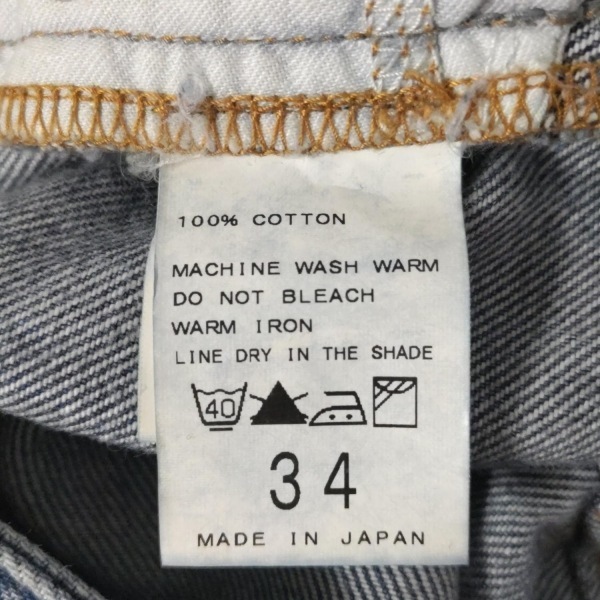 100% COTTON
MACHINE WASH WARM
DO NOT BLEACH
WARM IRON
LINE DRY IN THE SHADE
40
34
MADE IN JAPAN